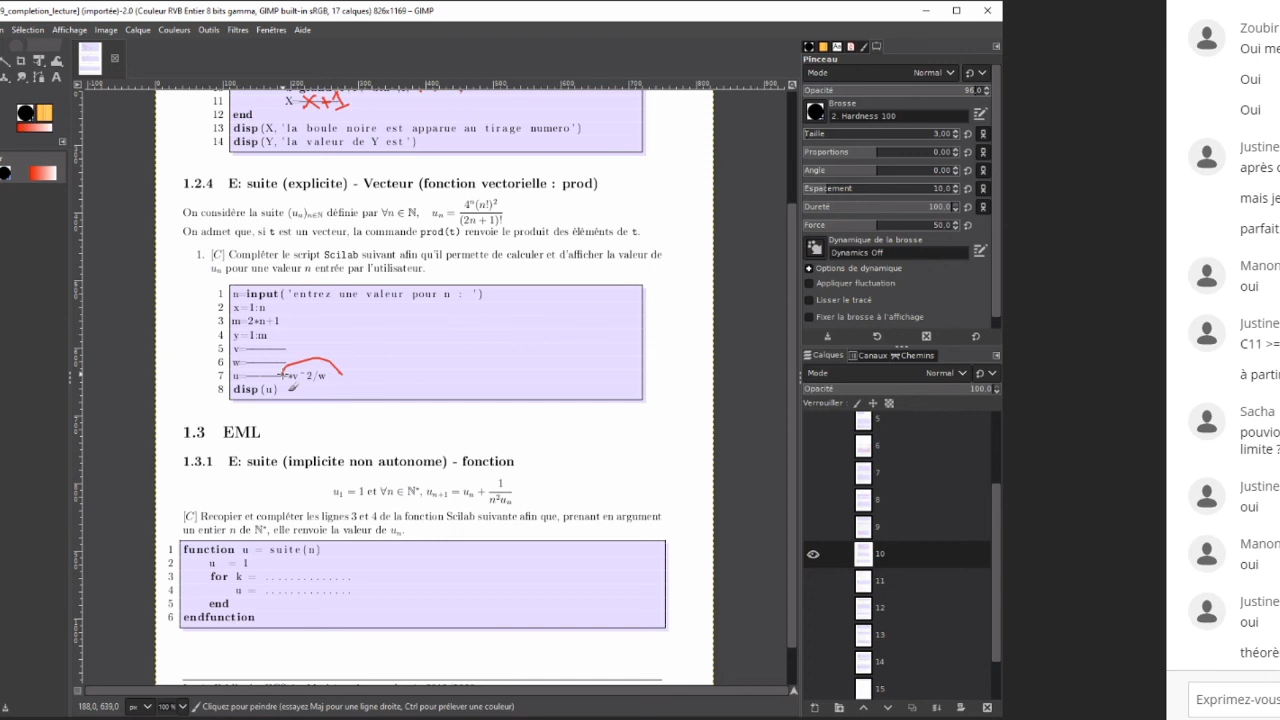 9_completion_lecture] (importée)-2.0 (Couleur RVB Entier 8 bits gamma, GIMP built-in sRGB, 17 calques) 826x1169 – GIMP
Affichage Image Calque Couleurs Outils Filtres Fenêtres Aide
11 X= x+1
12 end
13 disp(X,'la boule noire est apparue au tirage numero')
14 disp(Y,'la valeur de Y est')
1.2.4 E: suite (explicite) - Vecteur (fonction vectorielle : prod)
On considère la suite (uₙ)ₙ∈ℕ définie par ∀n ∈ ℕ, uₙ = 4ⁿ(n!)² / (2n + 1)!
On admet que, si t est un vecteur, la commande prod(t) renvoie le produit des éléments de t.
1. [C] Compléter le script Scilab suivant afin qu'il permette de calculer et d'afficher la valeur de
uₙ pour une valeur n entrée par l'utilisateur.
1 n=input('entrez une valeur pour n : ')
2 x=1:n
3 m=2*n+1
4 y=1:m
5 v=————
6 w=————
7 u=————*v^2/w
8 disp(u)
1.3 EML
1.3.1 E: suite (implicite non autonome) - fonction
u₁ = 1 et ∀n ∈ ℕ*, uₙ₊₁ = uₙ + 1 / n²uₙ
[C] Recopier et compléter les lignes 3 et 4 de la fonction Scilab suivante afin que, prenant en argument
un entier n de ℕ*, elle renvoie la valeur de uₙ.
1 function u = suite(n)
2 u = 1
3 for k = ..............
4 u = ..............
5 end
6 endfunction
188,0, 639,0 px 100 % Cliquez pour peindre (essayez Maj pour une ligne droite, Ctrl pour prélever une couleur)
Pinceau
Mode Normal
Opacité 96,0
Brosse
2. Hardness 100
Taille 3,00
Proportions 0,00
Angle 0,00
Espacement 10,0
Dureté 100,0
Force 50,0
Dynamique de la brosse
Dynamics Off
Options de dynamique
Appliquer fluctuation
Lisser le tracé
Fixer la brosse à l'affichage
Calques Canaux Chemins
Mode Normal
Opacité 100,0
Verrouiller :
5
6
7
8
9
10
11
12
13
14
15
Zoubir
Oui me
Oui
Oui
Justine
après
mais je
parfait
Manon
oui
Justine
C11 >=
à parti
Sacha
pouvio
limite ?
Justine
oui
Manon
oui
Justine
oui
théorè
Exprimez-vous